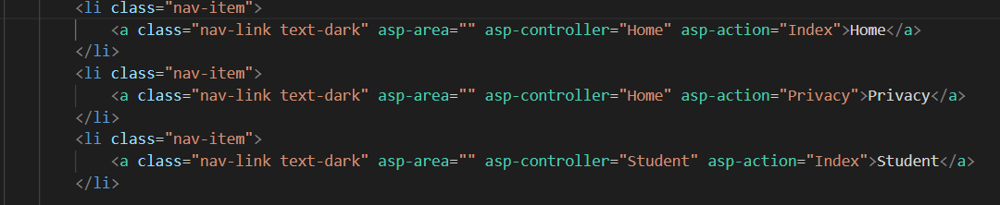 <li class="nav-item">
<a class="nav-link text-dark" asp-area="" asp-controller="Home" asp-action="Index">Home</a>
</li>
<li class="nav-item">
<a class="nav-link text-dark" asp-area="" asp-controller="Home" asp-action="Privacy">Privacy</a>
</li>
<li class="nav-item">
<a class="nav-link text-dark" asp-area="" asp-controller="Student" asp-action="Index">Student</a>
</li>